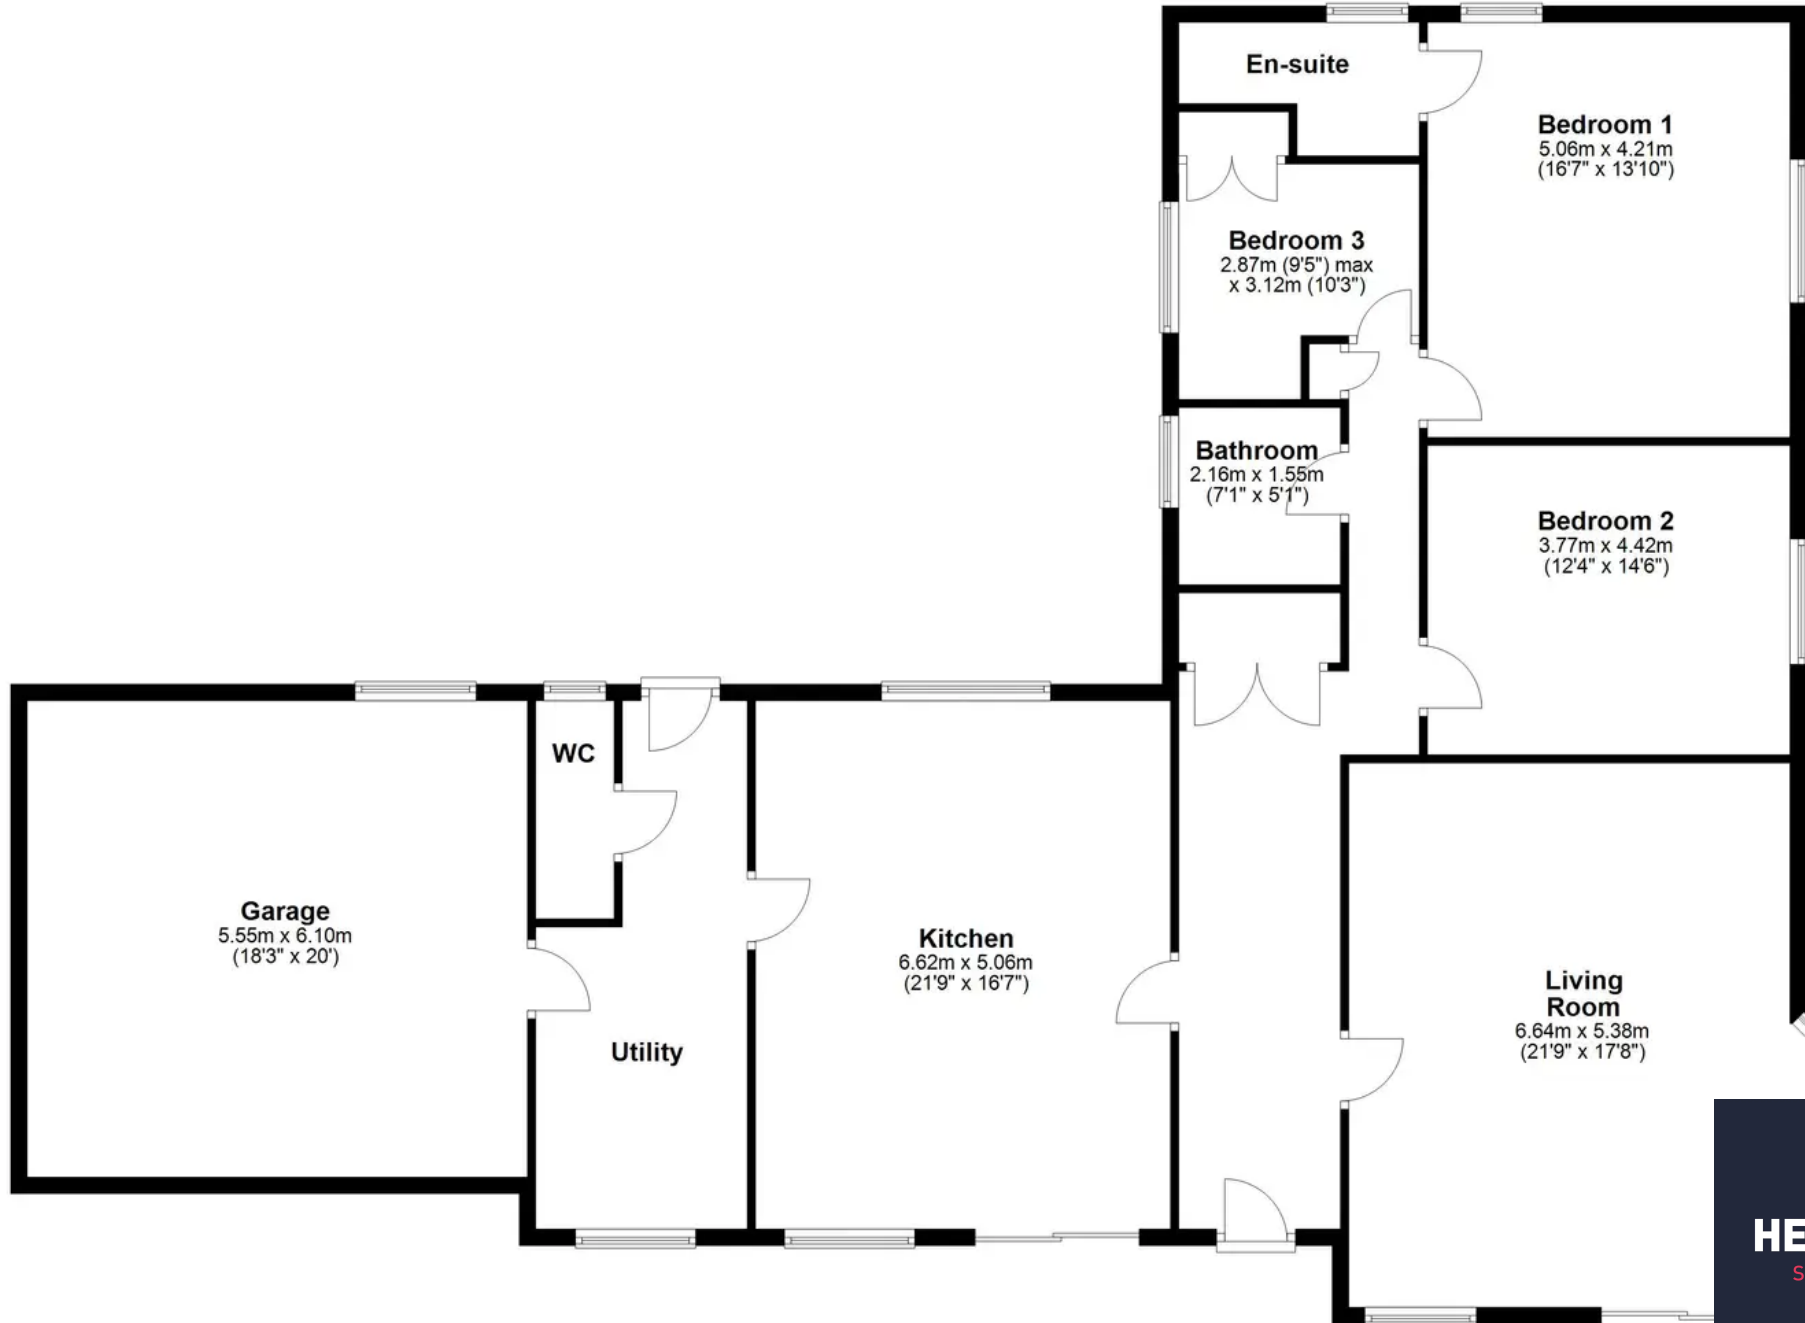 En-suite
Bedroom 1
5.06m x 4.21m
(16'7" x 13'10")
Bedroom 3
2.87m (9'5") max
x 3.12m (10'3")
Bathroom
2.16m x 1.55m
(7'1" x 5'1")
Bedroom 2
3.77m x 4.42m
(12'4" x 14'6")
WC
Garage
5.55m x 6.10m
(18'3" x 20')
Kitchen
6.62m x 5.06m
(21'9" x 16'7")
Utility
Living
Room
6.64m x 5.38m
(21'9" x 17'8")
HE
S